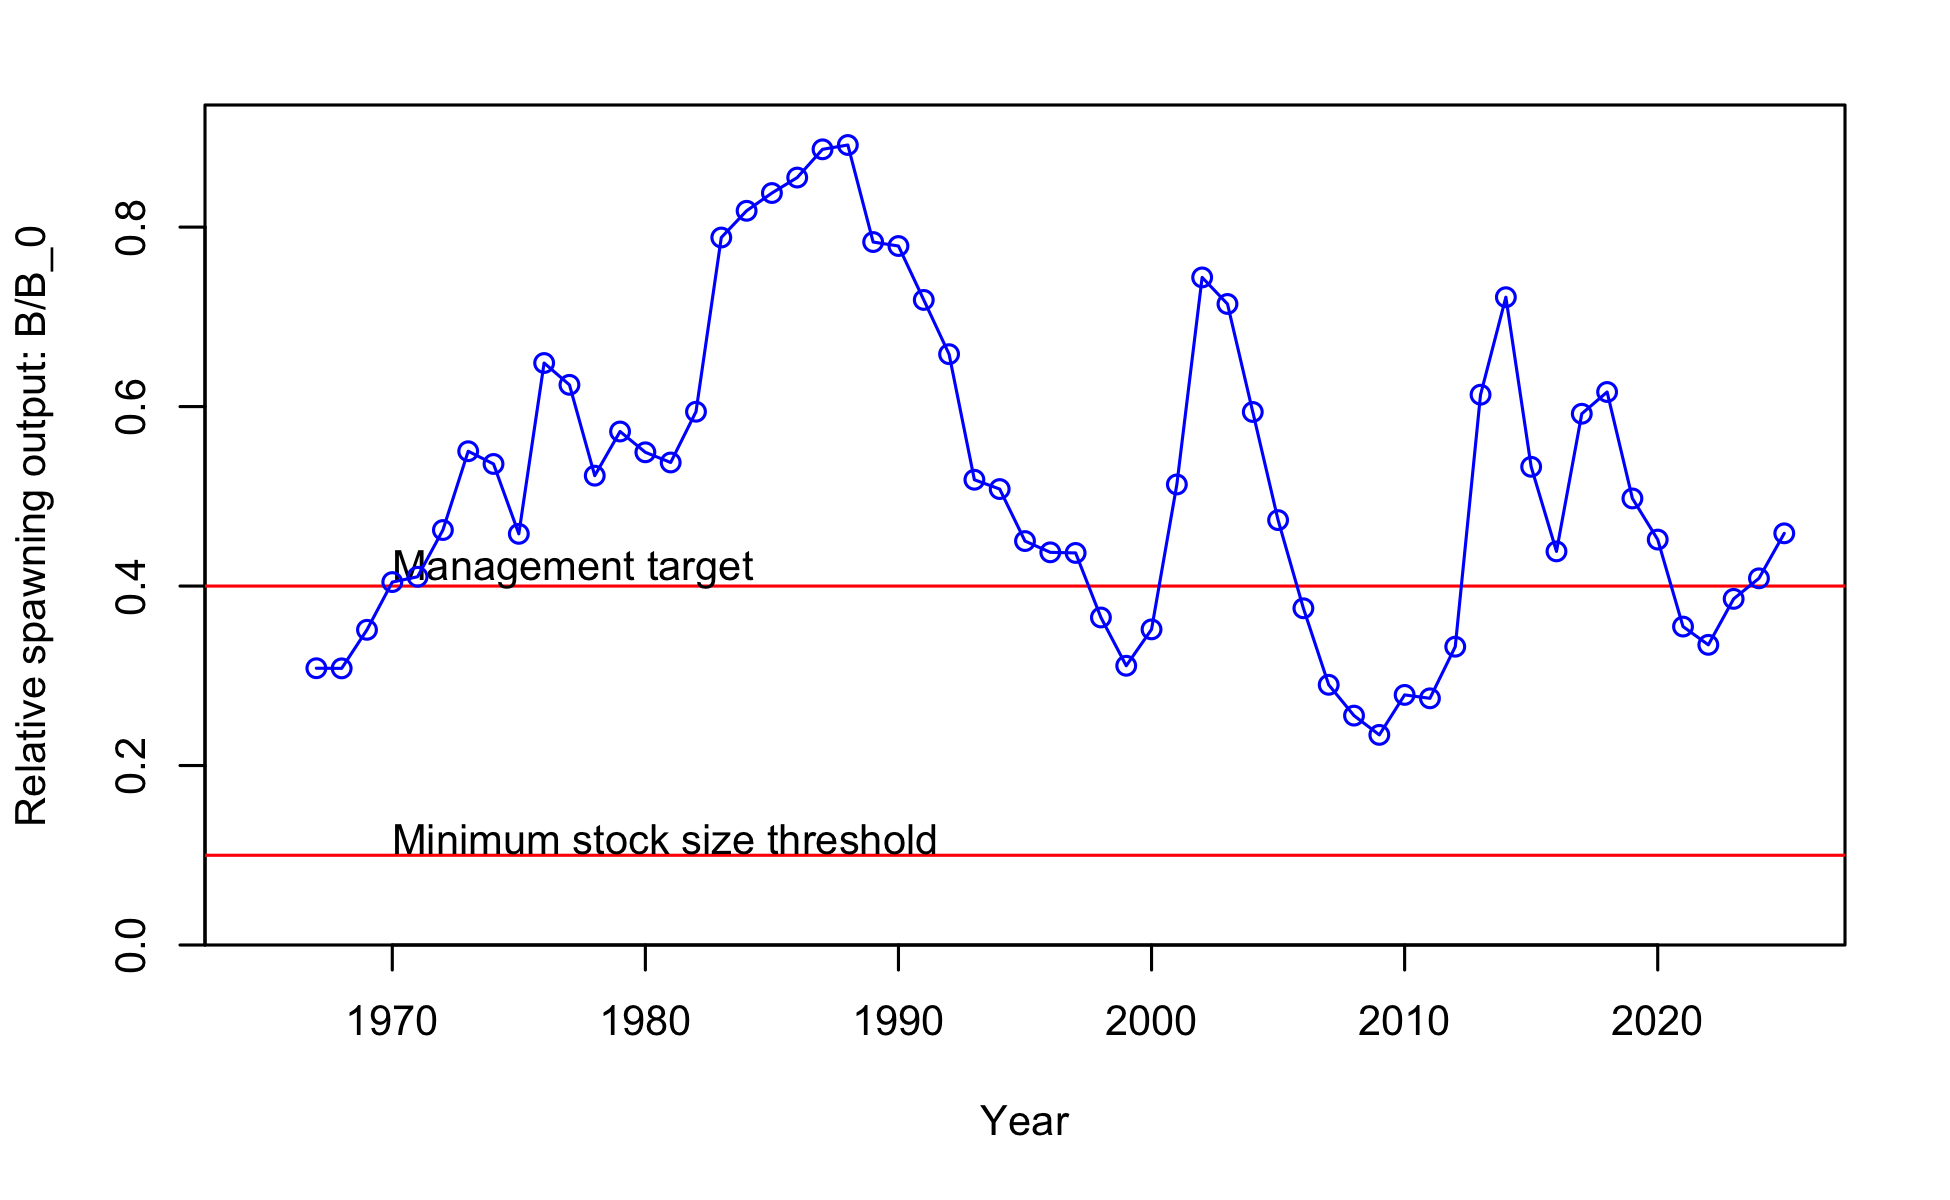 Relative spawning output: B/B_0
0.8
0.6
0.4
0.2
0.0
Management target
Minimum stock size threshold
1970 1980 1990 2000 2010 2020
Year